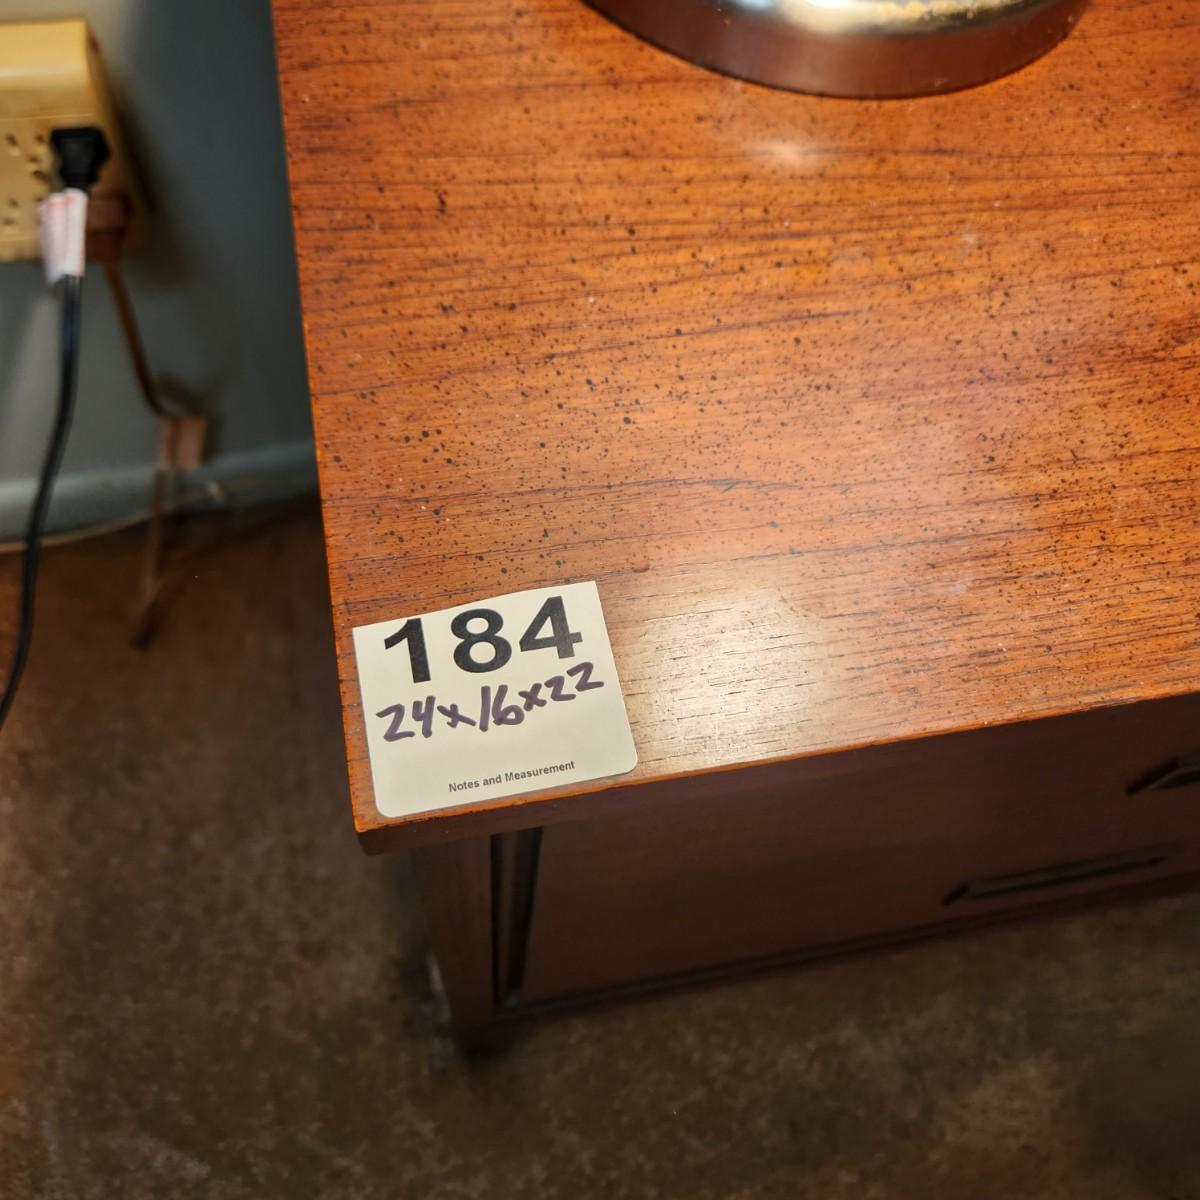 184
24x16x22
Notes and Measurement